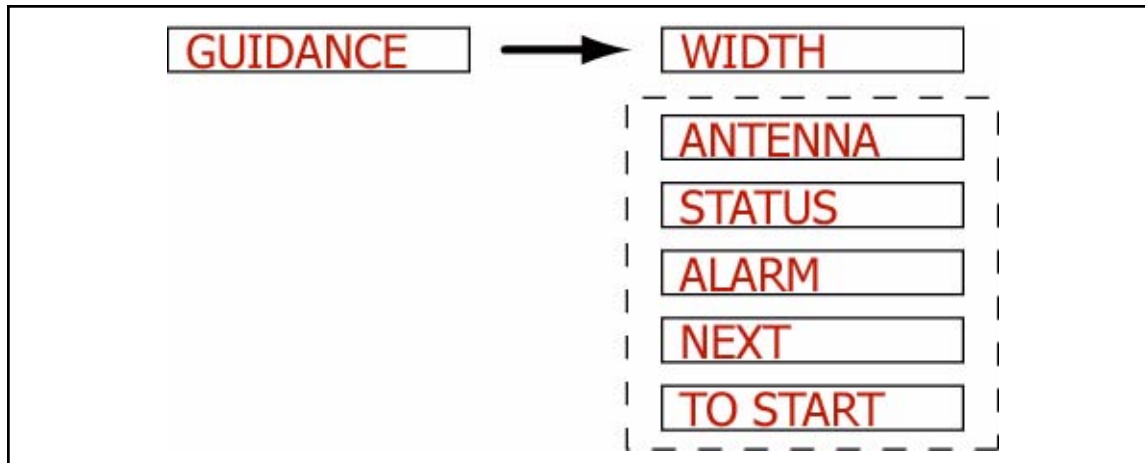 GUIDANCE
WIDTH
ANTENNA
STATUS
ALARM
NEXT
TO START